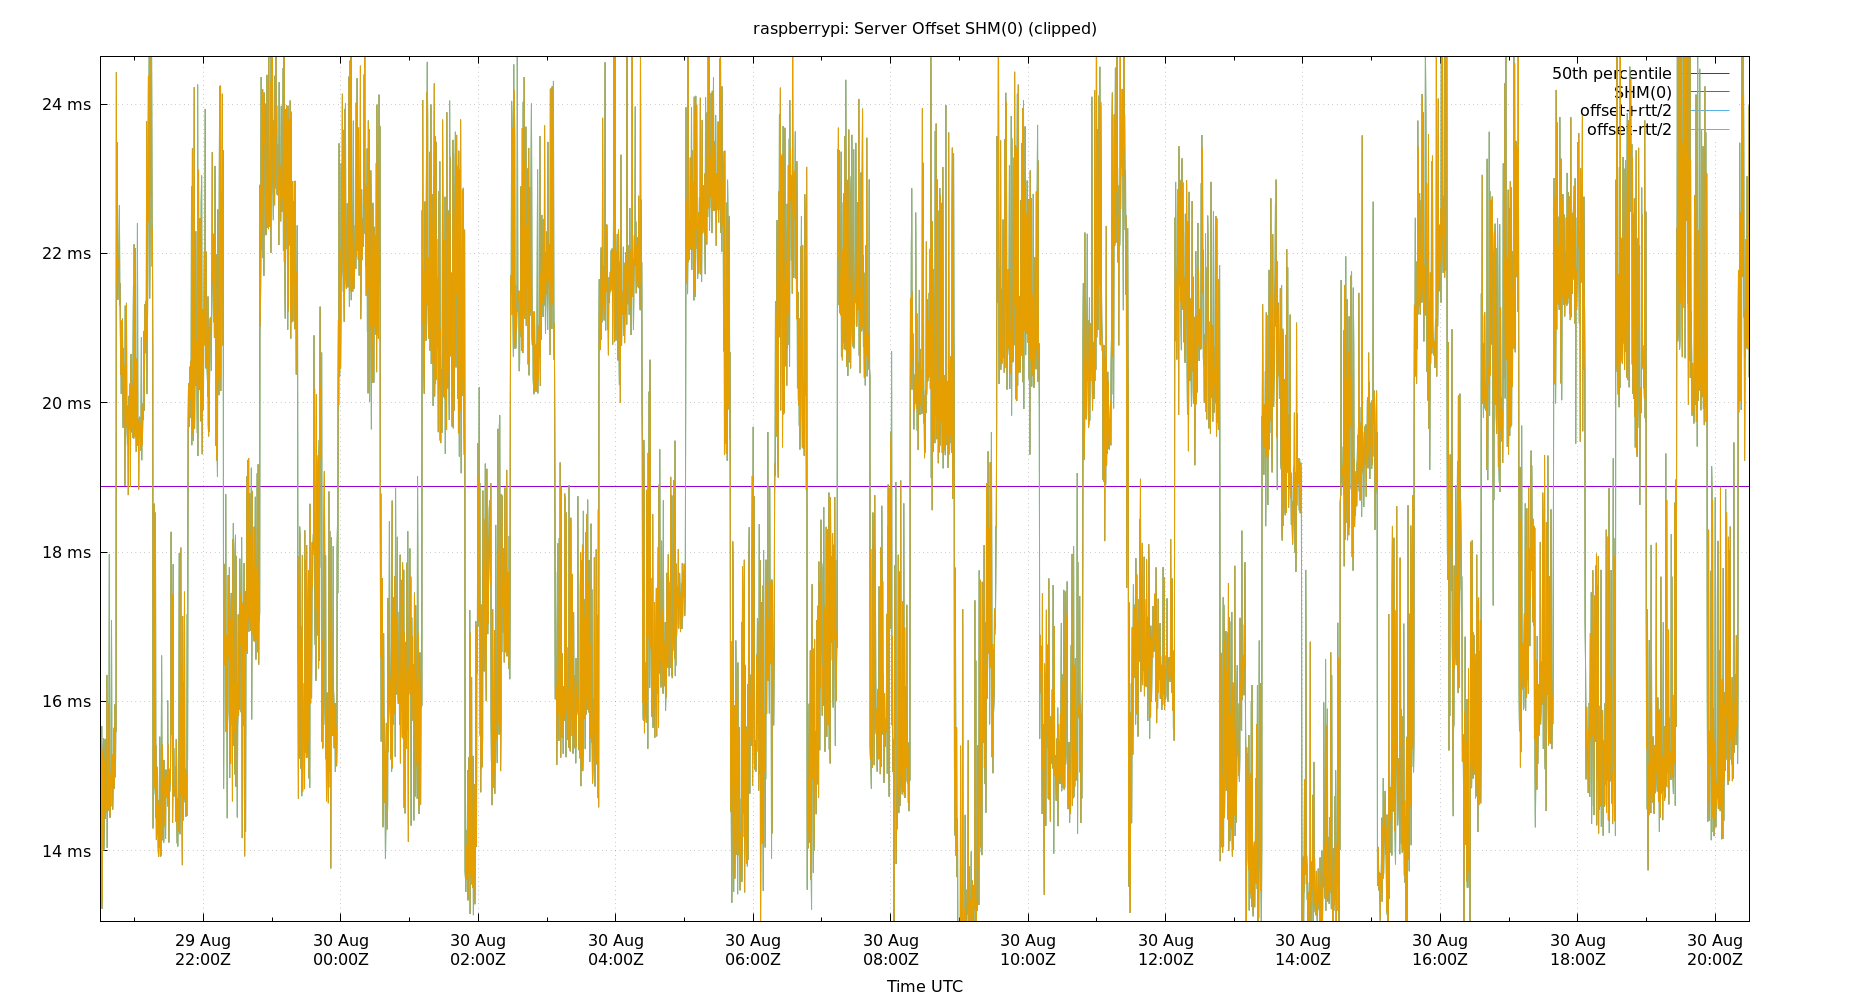 raspberrypi: Server Offset SHM(0) (clipped)
50th percentile
SHM(0)
offset+rtt/2
offset-rtt/2
24 ms
22 ms
20 ms
18 ms
16 ms
14 ms
29 Aug 30 Aug 30 Aug 30 Aug 30 Aug 30 Aug 30 Aug 30 Aug 30 Aug 30 Aug 30 Aug 30 Aug
22:00Z 00:00Z 02:00Z 04:00Z 06:00Z 08:00Z 10:00Z 12:00Z 14:00Z 16:00Z 18:00Z 20:00Z
Time UTC